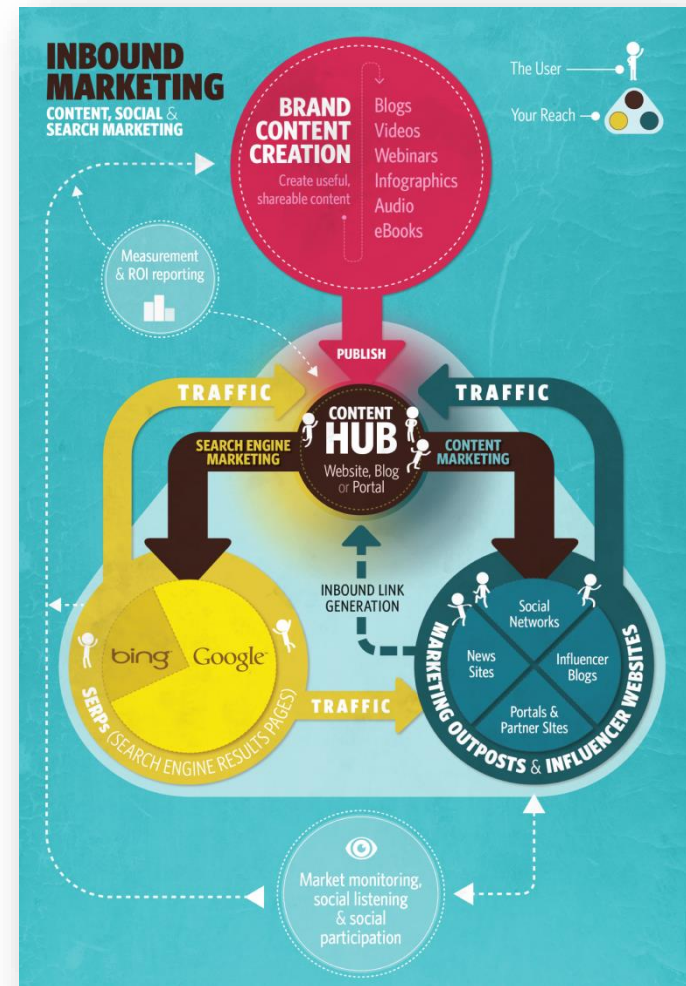 INBOUND
MARKETING
CONTENT, SOCIAL &
SEARCH MARKETING
The User
Your Reach
BRAND
CONTENT
CREATION
Create useful,
shareable content
Blogs
Videos
Webinars
Infographics
Audio
eBooks
Measurement
& ROI reporting
PUBLISH
TRAFFIC
TRAFFIC
CONTENT
HUB
Website, Blog
or Portal
SEARCH ENGINE
MARKETING
CONTENT
MARKETING
INBOUND LINK
GENERATION
bing
Google
SERPs (SEARCH ENGINE RESULTS PAGES)
TRAFFIC
Social
Networks
News
Sites
Influencer
Blogs
Portals &
Partner SItes
MARKETING OUTPOSTS & INFLUENCER WEBSITES
Market monitoring,
social listening
& social
participation